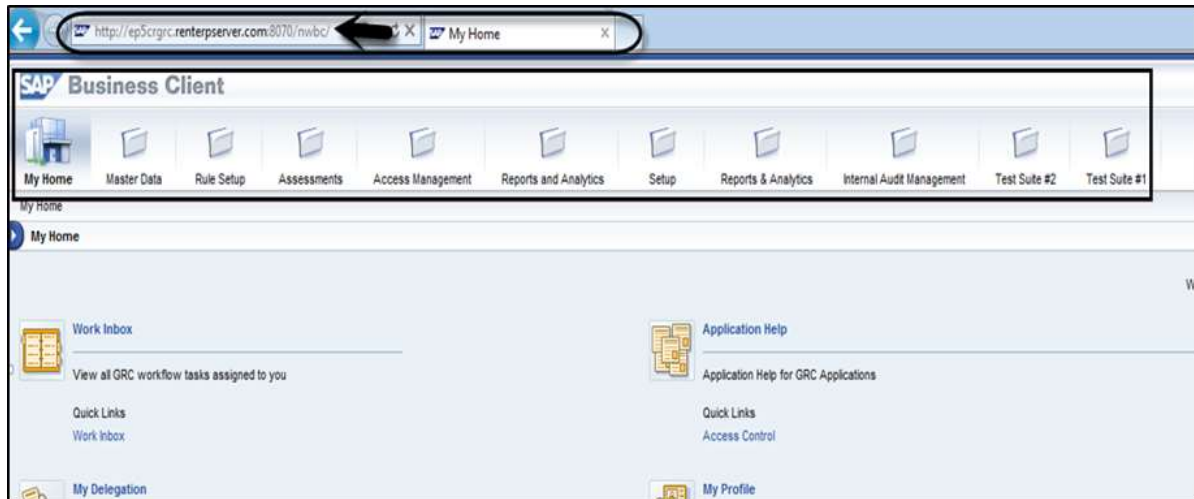 http://ep5crgrc.renterpserver.com:8070/nwbc/
My Home
SAP Business Client
My Home Master Data Rule Setup Assessments Access Management Reports and Analytics Setup Reports & Analytics Internal Audit Management Test Suite #2 Test Suite #1
My Home
My Home
W
Work Inbox Application Help
View all GRC workflow tasks assigned to you Application Help for GRC Applications
Quick Links Quick Links
Work Inbox Access Control
My Delegation My Profile